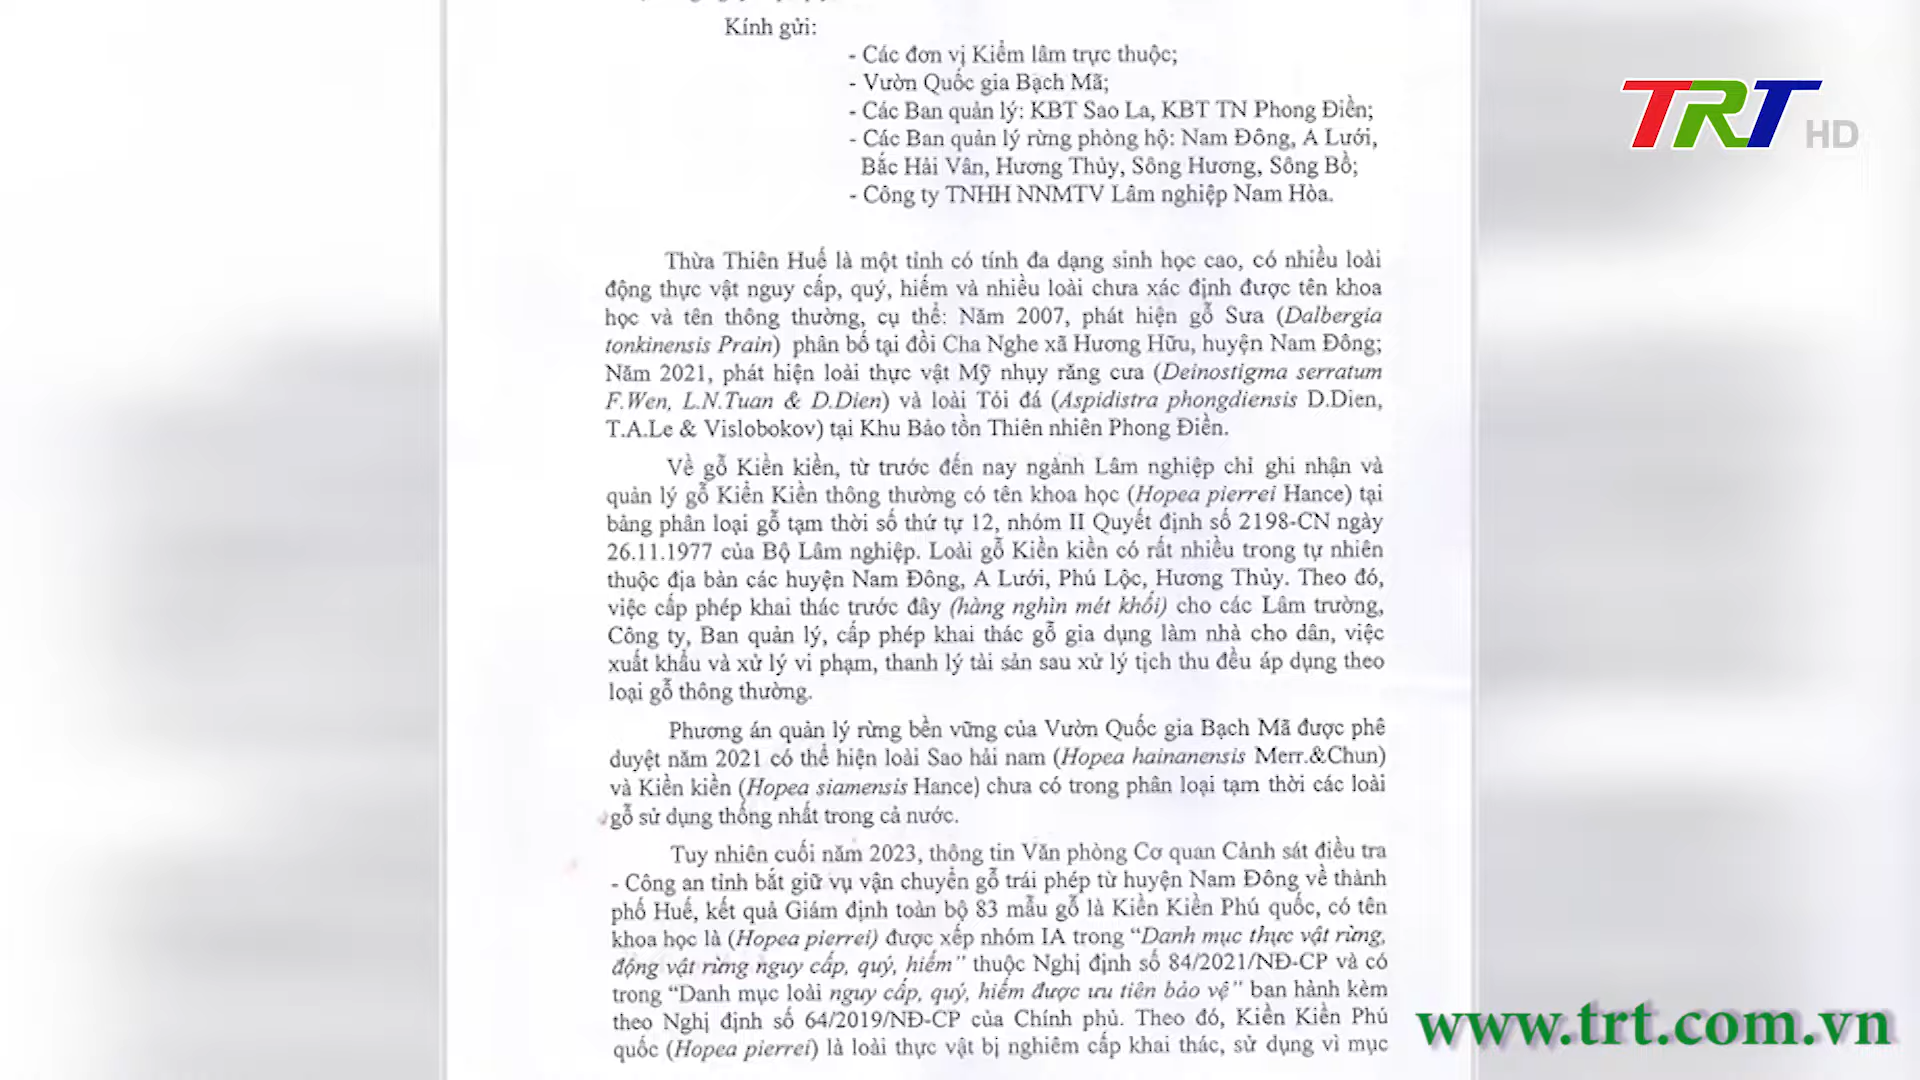 Kính gửi:
- Các đơn vị Kiểm lâm trực thuộc;
- Vườn Quốc gia Bạch Mã;
- Các Ban quản lý: KBT Sao La, KBT TN Phong Điền;
- Các Ban quản lý rừng phòng hộ: Nam Đông, A Lưới,
Bắc Hải Vân, Hương Thủy, Sông Hương, Sông Bồ;
- Công ty TNHH NNMTV Lâm nghiệp Nam Hòa.
TRT HD
Thừa Thiên Huế là một tỉnh có tính đa dạng sinh học cao, có nhiều loài
động thực vật nguy cấp, quý, hiếm và nhiều loài chưa xác định được tên khoa
học và tên thông thường, cụ thể: Năm 2007, phát hiện gỗ Sưa (Dalbergia
tonkinensis Prain) phân bố tại đồi Cha Nghe xã Hương Hữu, huyện Nam Đông;
Năm 2021, phát hiện loài thực vật Mỹ nhụy răng cưa (Deinostigma serratum
F.Wen, L.N.Tuan & D.Dien) và loài Tỏi đá (Aspidistra phongdiensis D.Dien,
T.A.Le & Vislobokov) tại Khu Bảo tồn Thiên nhiên Phong Điền.
Về gỗ Kiền kiền, từ trước đến nay ngành Lâm nghiệp chỉ ghi nhận và
quản lý gỗ Kiền Kiền thông thường có tên khoa học (Hopea pierrei Hance) tại
bảng phân loại gỗ tạm thời số thứ tự 12, nhóm II Quyết định số 2198-CN ngày
26.11.1977 của Bộ Lâm nghiệp. Loài gỗ Kiền kiền có rất nhiều trong tự nhiên
thuộc địa bàn các huyện Nam Đông, A Lưới, Phú Lộc, Hương Thủy. Theo đó,
việc cấp phép khai thác trước đây (hàng nghìn mét khối) cho các Lâm trường,
Công ty, Ban quản lý, cấp phép khai thác gỗ gia dụng làm nhà cho dân, việc
xuất khẩu và xử lý vi phạm, thanh lý tài sản sau xử lý tịch thu đều áp dụng theo
loại gỗ thông thường.
Phương án quản lý rừng bền vững của Vườn Quốc gia Bạch Mã được phê
duyệt năm 2021 có thể hiện loài Sao hải nam (Hopea hainanensis Merr.&Chun)
và Kiền kiền (Hopea siamensis Hance) chưa có trong phân loại tạm thời các loài
gỗ sử dụng thống nhất trong cả nước.
Tuy nhiên cuối năm 2023, thông tin Văn phòng Cơ quan Cảnh sát điều tra
- Công an tỉnh bắt giữ vụ vận chuyển gỗ trái phép từ huyện Nam Đông về thành
phố Huế, kết quả Giám định toàn bộ 83 mẫu gỗ là Kiền Kiền Phú quốc, có tên
khoa học là (Hopea pierrei) được xếp nhóm IA trong “Danh mục thực vật rừng,
động vật rừng nguy cấp, quý, hiếm” thuộc Nghị định số 84/2021/NĐ-CP và có
trong “Danh mục loài nguy cấp, quý, hiếm được ưu tiên bảo vệ” ban hành kèm
theo Nghị định số 64/2019/NĐ-CP của Chính phủ. Theo đó, Kiền Kiền Phú
quốc (Hopea pierrei) là loài thực vật bị nghiêm cấp khai thác, sử dụng vì mục
www.trt.com.vn